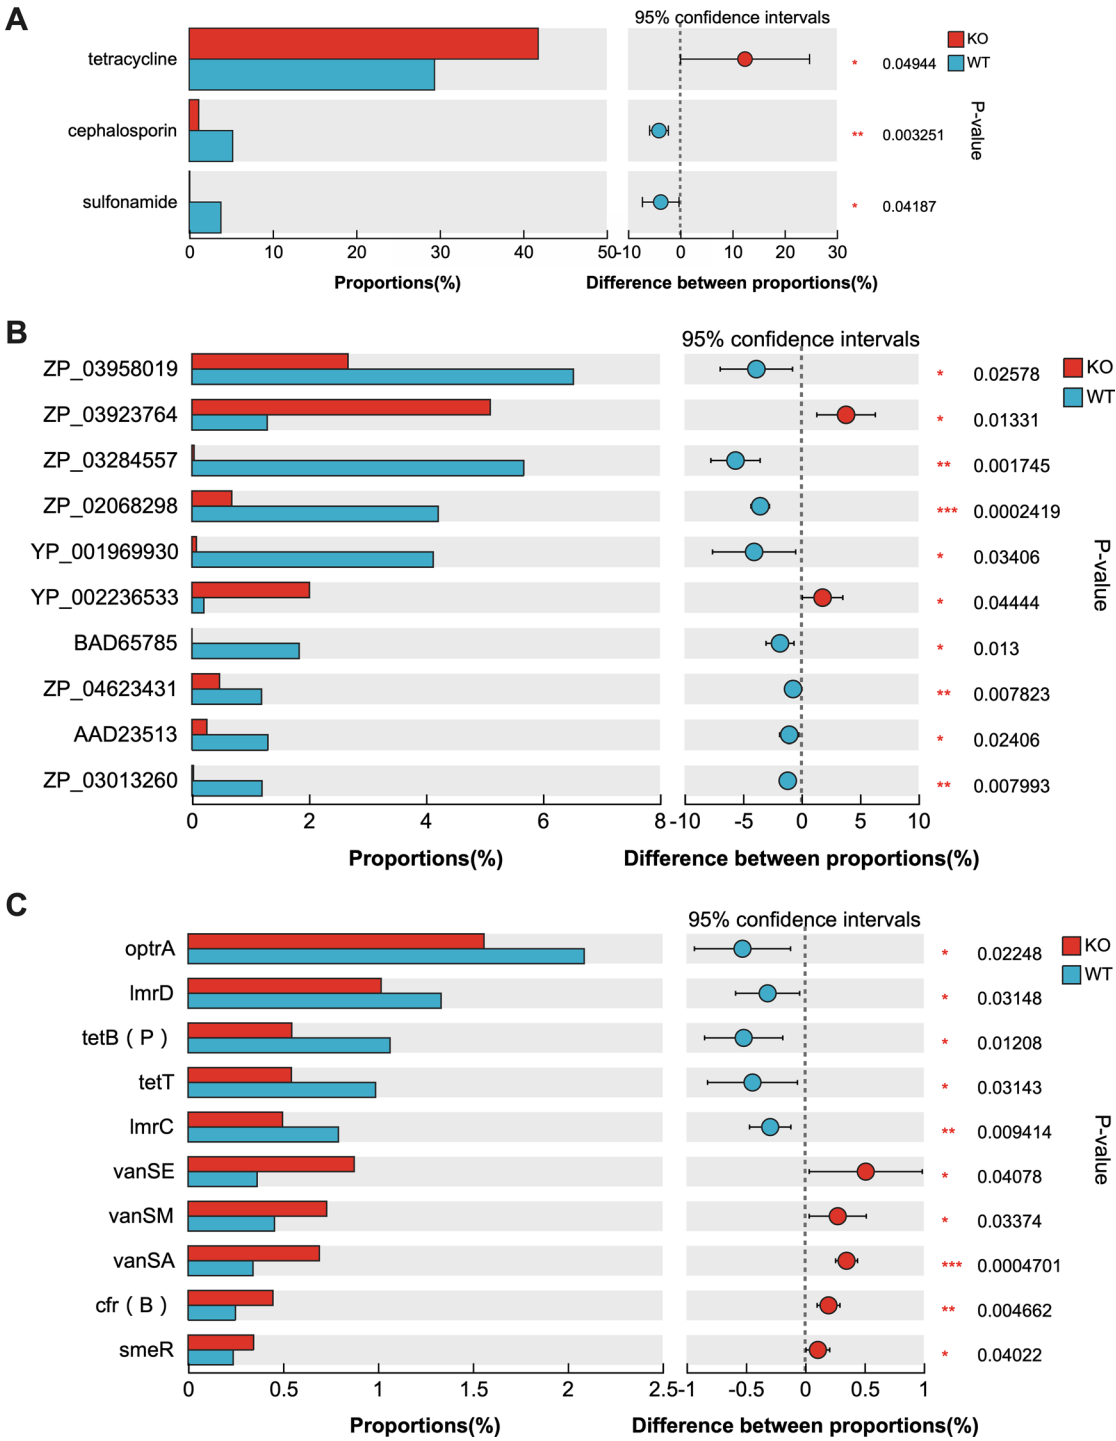 A
95% confidence intervals
KO
WT
tetracycline
* 0.04944
cephalosporin
** 0.003251
sulfonamide
* 0.04187
P-value
0 10 20 30 40 50 -10 0 10 20 30
Proportions(%) Difference between proportions(%)
B
95% confidence intervals
KO
WT
ZP_03958019 * 0.02578
ZP_03923764 * 0.01331
ZP_03284557 ** 0.001745
ZP_02068298 *** 0.0002419
YP_001969930 * 0.03406
YP_002236533 * 0.04444
BAD65785 * 0.013
ZP_04623431 ** 0.007823
AAD23513 * 0.02406
ZP_03013260 ** 0.007993
P-value
0 2 4 6 8 -10 -5 0 5 10
Proportions(%) Difference between proportions(%)
C
95% confidence intervals
KO
WT
optrA * 0.02248
lmrD * 0.03148
tetB ( P ) * 0.01208
tetT * 0.03143
lmrC ** 0.009414
vanSE * 0.04078
vanSM * 0.03374
vanSA *** 0.0004701
cfr ( B ) ** 0.004662
smeR * 0.04022
P-value
0 0.5 1 1.5 2 2.5 -1 -0.5 0 0.5 1
Proportions(%) Difference between proportions(%)